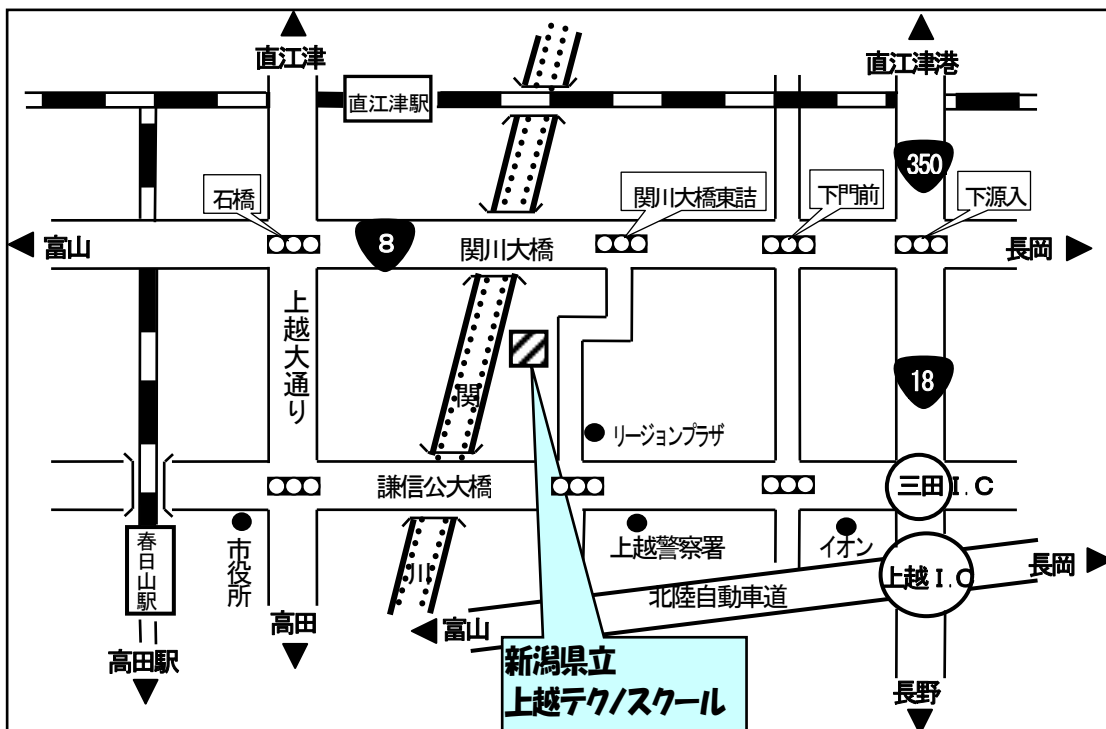 直江津
直江津港
直江津駅
350
石橋
関川大橋東詰
下門前
下源入
富山
8
関川大橋
長岡
上越大通り
18
関
リージョンプラザ
謙信公大橋
三田I.C
春日山駅
市役所
川
上越警察署
イオン
上越I.C
長岡
北陸自動車道
高田
富山
高田駅
新潟県立
上越テクノスクール
長野